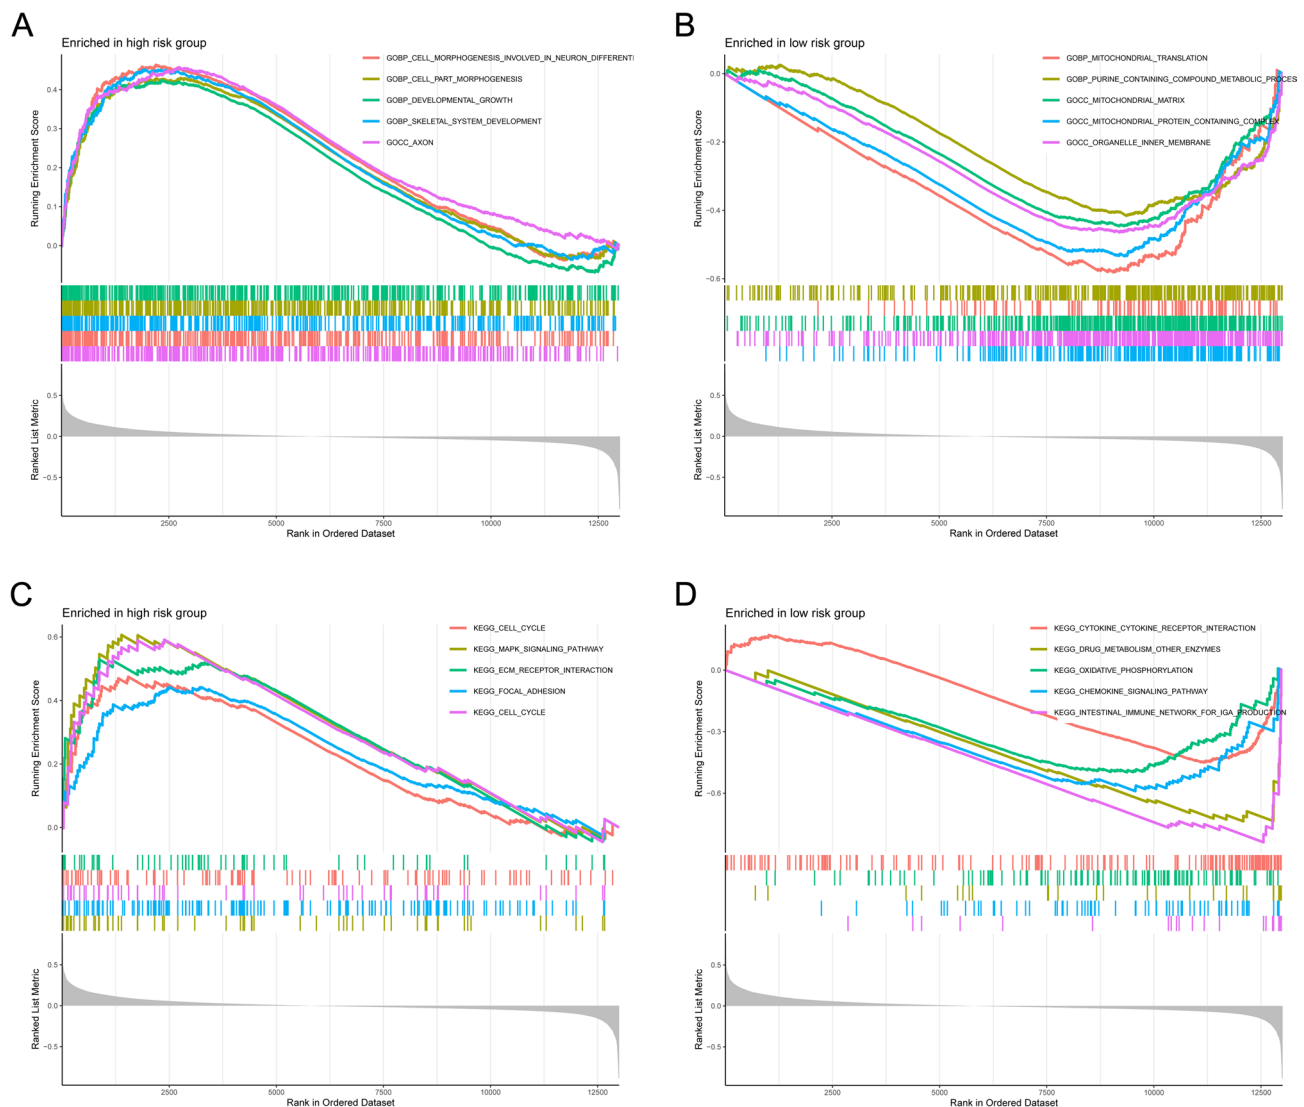 A
Enriched in high risk group
GOBP_CELL_MORPHOGENESIS_INVOLVED_IN_NEURON_DIFFERENTI
GOBP_CELL_PART_MORPHOGENESIS
GOBP_DEVELOPMENTAL_GROWTH
GOBP_SKELETAL_SYSTEM_DEVELOPMENT
GOCC_AXON
Running Enrichment Score
0.4
0.3
0.2
0.1
0.0
Ranked List Metric
0.5
0.0
−0.5
2500 5000 7500 10000 12500
Rank in Ordered Dataset
B
Enriched in low risk group
GOBP_MITOCHONDRIAL_TRANSLATION
GOBP_PURINE_CONTAINING_COMPOUND_METABOLIC_PROCES
GOCC_MITOCHONDRIAL_MATRIX
GOCC_MITOCHONDRIAL_PROTEIN_CONTAINING_COMPLEX
GOCC_ORGANELLE_INNER_MEMBRANE
Running Enrichment Score
0.0
−0.2
−0.4
−0.6
Ranked List Metric
0.5
0.0
−0.5
2500 5000 7500 10000 12500
Rank in Ordered Dataset
C
Enriched in high risk group
KEGG_CELL_CYCLE
KEGG_MAPK_SIGNALING_PATHWAY
KEGG_ECM_RECEPTOR_INTERACTION
KEGG_FOCAL_ADHESION
KEGG_CELL_CYCLE
Running Enrichment Score
0.6
0.4
0.2
0.0
Ranked List Metric
0.5
0.0
−0.5
2500 5000 7500 10000 12500
Rank in Ordered Dataset
D
Enriched in low risk group
KEGG_CYTOKINE_CYTOKINE_RECEPTOR_INTERACTION
KEGG_DRUG_METABOLISM_OTHER_ENZYMES
KEGG_OXIDATIVE_PHOSPHORYLATION
KEGG_CHEMOKINE_SIGNALING_PATHWAY
KEGG_INTESTINAL_IMMUNE_NETWORK_FOR_IGA_PRODUCTION
Running Enrichment Score
0.0
−0.3
−0.6
Ranked List Metric
0.5
0.0
−0.5
2500 5000 7500 10000 12500
Rank in Ordered Dataset